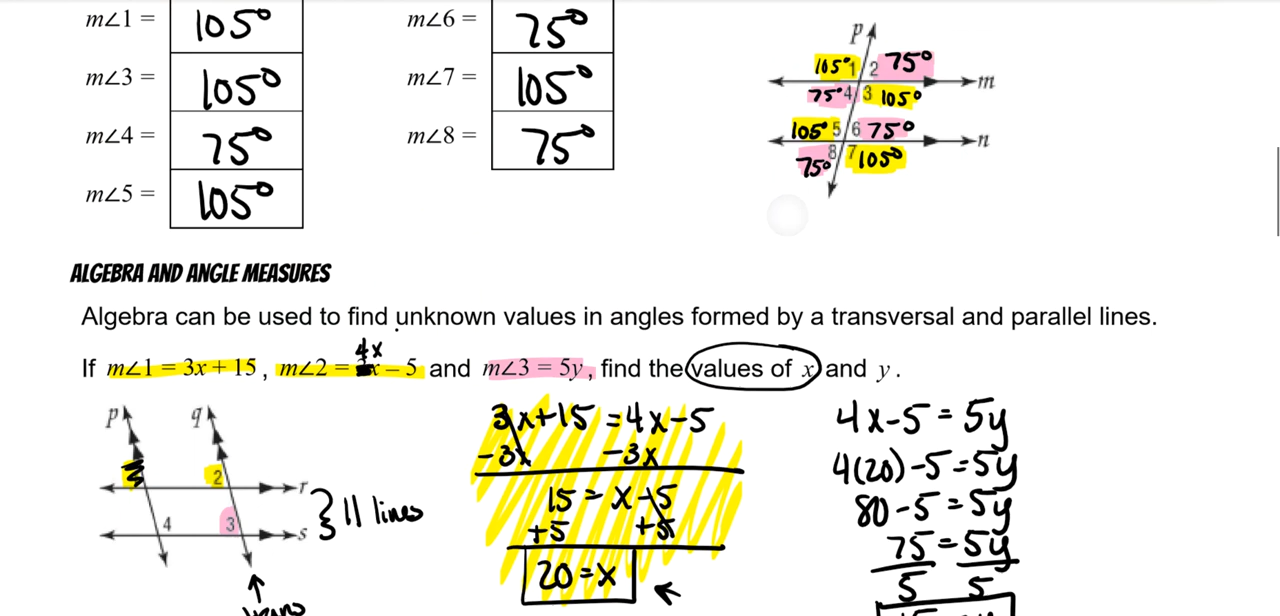 m∠1 = 105° m∠6 = 75°
m∠3 = 105° m∠7 = 105°
m∠4 = 75° m∠8 = 75°
m∠5 = 105°
p
105° 1 2 75°
m
75° 4 3 105°
105° 5 6 75°
n
75° 8 7 105°
ALGEBRA AND ANGLE MEASURES
Algebra can be used to find unknown values in angles formed by a transversal and parallel lines.
If m∠1 = 3x + 15, m∠2 = 4x – 5 and m∠3 = 5y, find the values of x and y.
p q
2
r
4 3
s
} || lines
3x+15 = 4x-5
-3x -3x
15 = x-5
+5 +5
20 = x
4x-5 = 5y
4(20)-5 = 5y
80-5 = 5y
75 = 5y
5 5